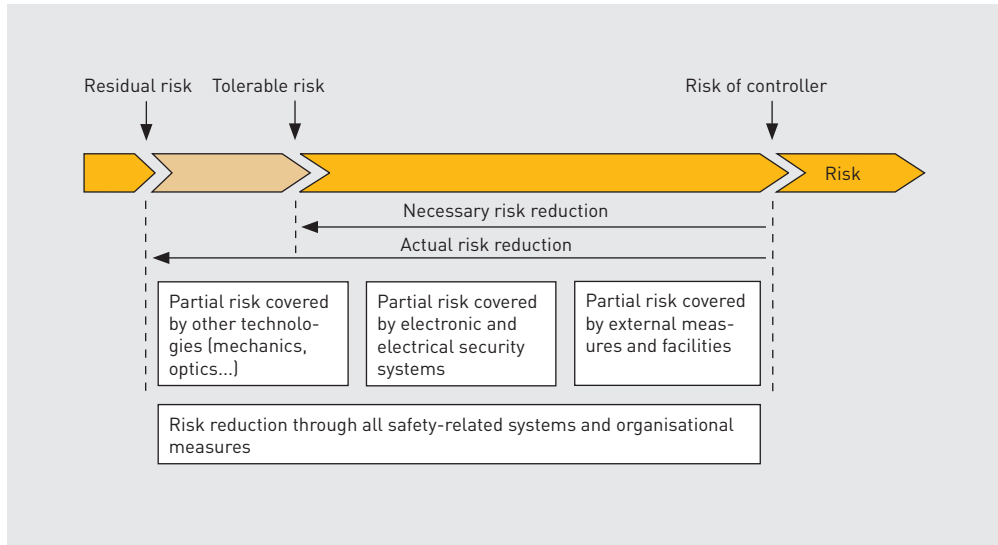 Residual risk
Tolerable risk
Risk of controller
Risk
Necessary risk reduction
Actual risk reduction
Partial risk covered
by other technolo-
gies (mechanics,
optics...)
Partial risk covered
by electronic and
electrical security
systems
Partial risk covered
by external meas-
ures and facilities
Risk reduction through all safety-related systems and organisational
measures